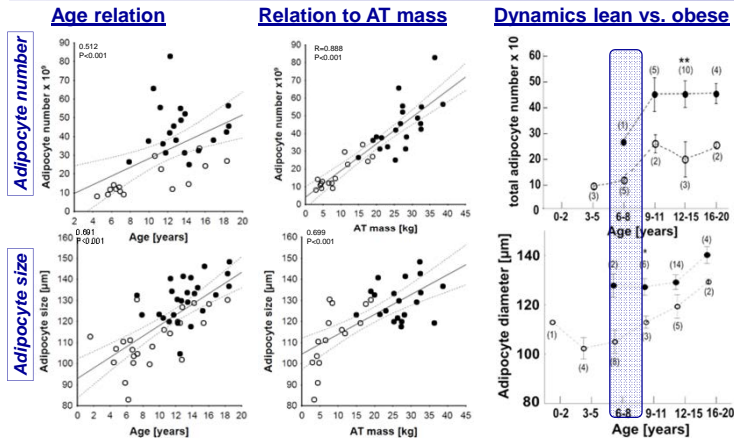 Age relation
Relation to AT mass
Dynamics lean vs. obese
Adipocyte number
0.512
P<0.001
Adipocyte number x 10⁹
90
80
70
60
50
40
30
20
10
0
2 4 6 8 10 12 14 16 18 20
Age [years]
R=0.888
P<0.001
Adipocyte number x 10⁹
90
80
70
60
50
40
30
20
10
0
0 5 10 15 20 25 30 35 40 45
AT mass [kg]
total adipocyte number x 10
60
50
40
30
20
10
0
(3)
(1)
(5)
(5)
(2)
**
(10)
(3)
(4)
(2)
0-2 3-5 6-8 9-11 12-15 16-20
Age [years]
Adipocyte size
0.691
P<0.001
Adipocyte size [µm]
160
150
140
130
120
110
100
90
80
0 2 4 6 8 10 12 14 16 18 20
Age [years]
0.699
P<0.001
Adipocyte size [µm]
160
150
140
130
120
110
100
90
80
0 5 10 15 20 25 30 35 40 45
AT mass [kg]
Adipocyte diameter [µm]
140
120
100
80
(1)
(4)
(2)
(8)
*
(6)
(3)
(14)
(5)
(4)
(2)
0-2 3-5 6-8 9-11 12-15 16-20
Age [years]